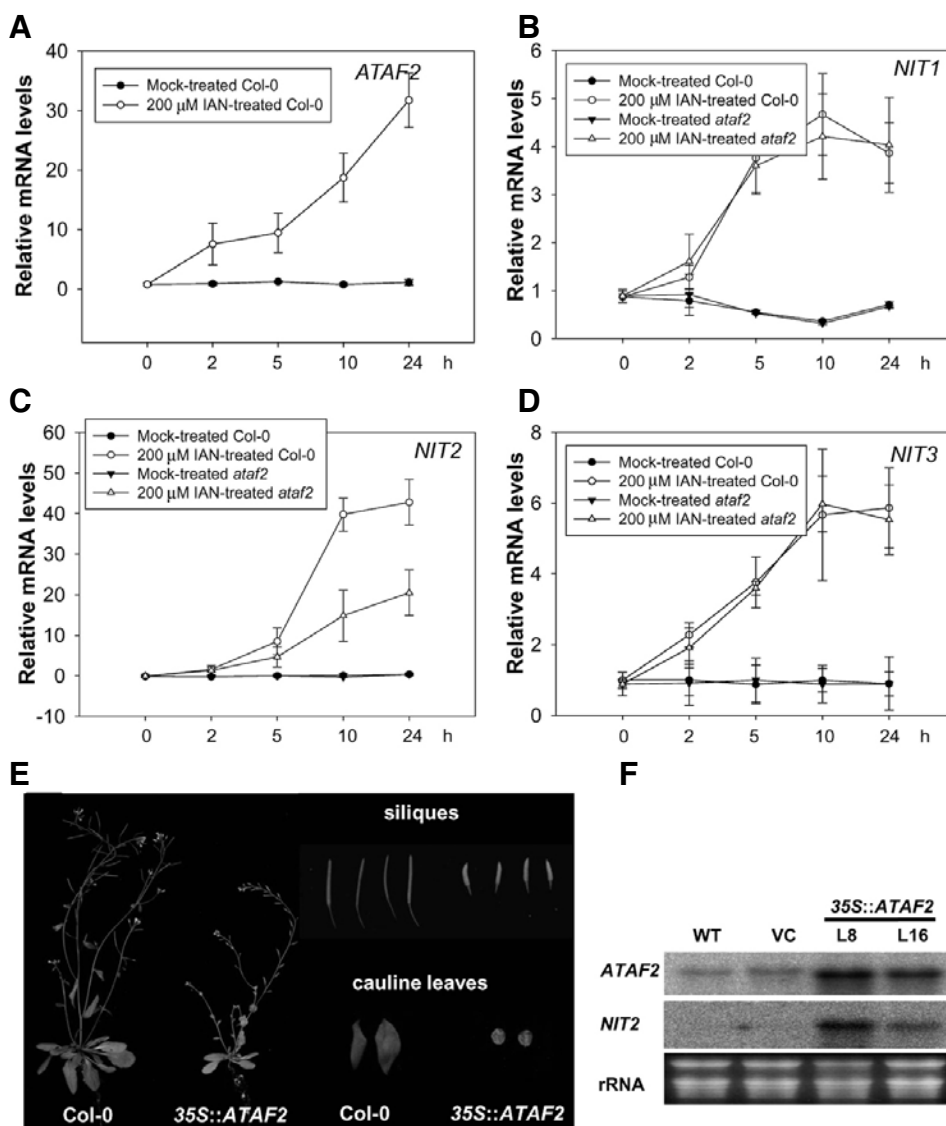 A
Relative mRNA levels
40
30
20
10
0
Mock-treated Col-0
200 µM IAN-treated Col-0
ATAF2
0 2 5 10 24 h
B
Relative mRNA levels
6
5
4
3
2
1
0
Mock-treated Col-0
200 µM IAN-treated Col-0
Mock-treated ataf2
200 µM IAN-treated ataf2
NIT1
0 2 5 10 24 h
C
Relative mRNA levels
60
50
40
30
20
10
0
-10
Mock-treated Col-0
200 µM IAN-treated Col-0
Mock-treated ataf2
200 µM IAN-treated ataf2
NIT2
0 2 5 10 24 h
D
Relative mRNA levels
8
6
4
2
0
Mock-treated Col-0
200 µM IAN-treated Col-0
Mock-treated ataf2
200 µM IAN-treated ataf2
NIT3
0 2 5 10 24 h
E
siliques
cauline leaves
Col-0 35S::ATAF2 Col-0 35S::ATAF2
F
35S::ATAF2
WT VC L8 L16
ATAF2
NIT2
rRNA